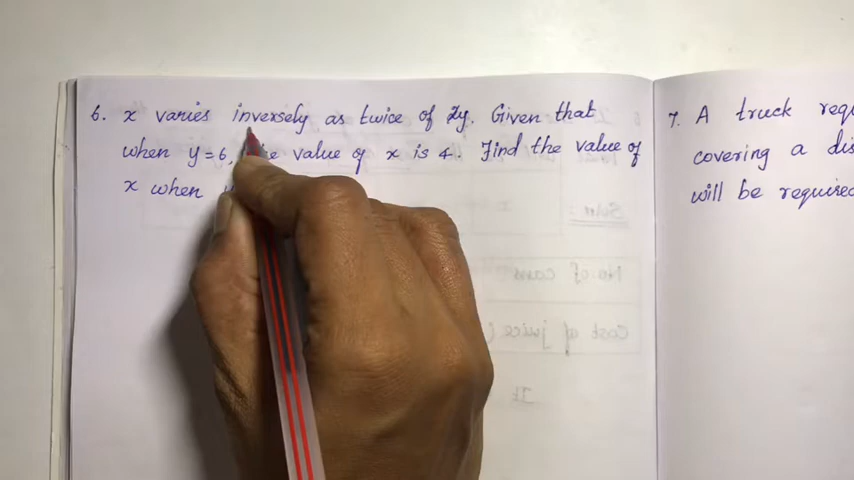 6. x varies inversely as twice of 2y. Given that
when y = 6, the value of x is 4. Find the value of
x when
7. A truck requ
covering a dis
will be required